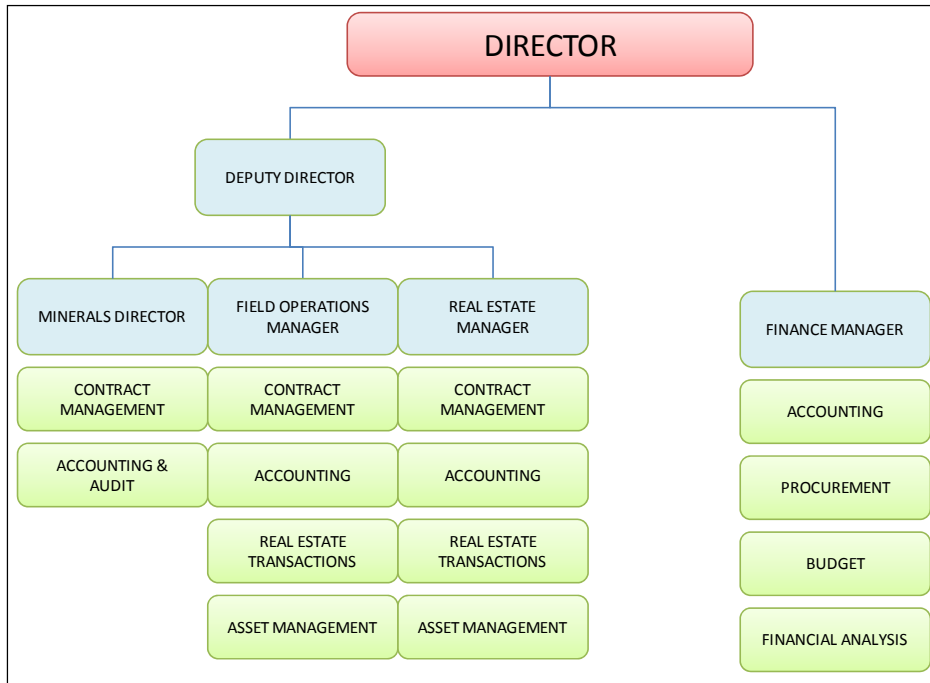 DIRECTOR
DEPUTY DIRECTOR
MINERALS DIRECTOR
FIELD OPERATIONS
MANAGER
REAL ESTATE
MANAGER
FINANCE MANAGER
CONTRACT
MANAGEMENT
CONTRACT
MANAGEMENT
CONTRACT
MANAGEMENT
ACCOUNTING
ACCOUNTING &
AUDIT
ACCOUNTING
ACCOUNTING
PROCUREMENT
REAL ESTATE
TRANSACTIONS
REAL ESTATE
TRANSACTIONS
BUDGET
ASSET MANAGEMENT
ASSET MANAGEMENT
FINANCIAL ANALYSIS